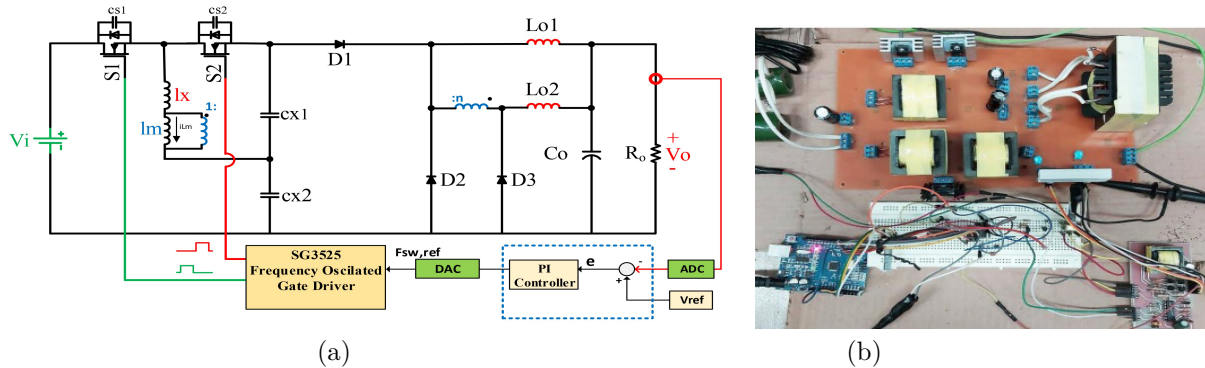 cs1
cs2
S1
S2
D1
Lo1
lx
:n
Lo2
1:
lm
iLm
cx1
Vi
+
-
Co
Ro
+
Vo
-
D2
D3
cx2
SG3525
Frequency Oscilated
Gate Driver
Fsw,ref
DAC
PI
Controller
e
-
+
ADC
Vref
(a)
(b)